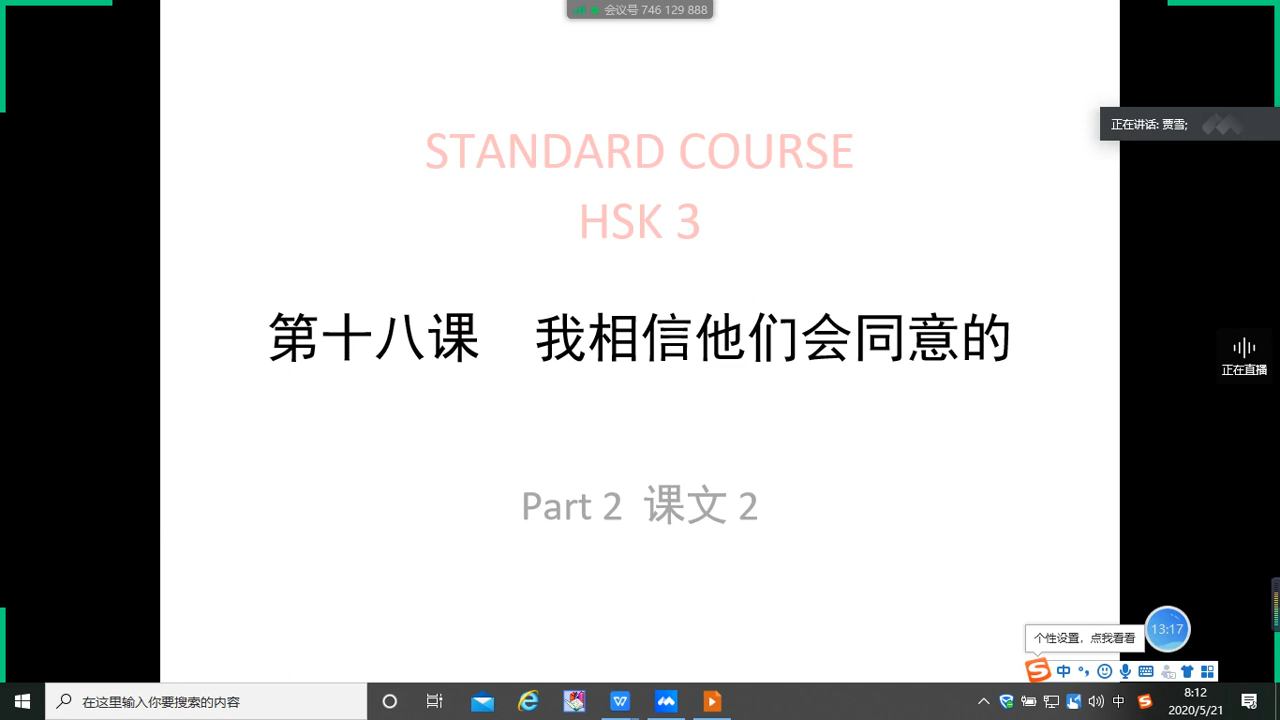 会议号 746 129 888
STANDARD COURSE
正在讲话: 贾雪;
HSK 3
第十八课 我相信他们会同意的
正在直播
Part 2 课文 2
13:17
个性设置，点我看看
中
在这里输入你要搜索的内容
中
8:12
2020/5/21